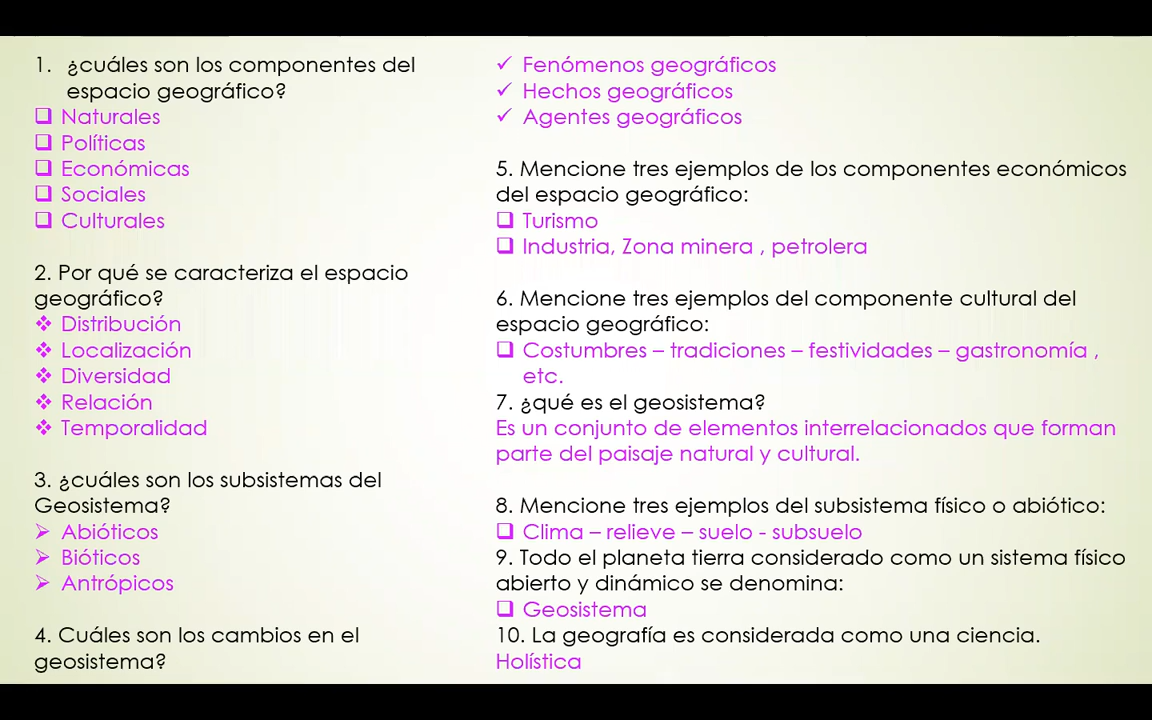 1. ¿cuáles son los componentes del
espacio geográfico?
❑ Naturales
❑ Políticas
❑ Económicas
❑ Sociales
❑ Culturales
2. Por qué se caracteriza el espacio
geográfico?
❖ Distribución
❖ Localización
❖ Diversidad
❖ Relación
❖ Temporalidad
3. ¿cuáles son los subsistemas del
Geosistema?
➢ Abióticos
➢ Bióticos
➢ Antrópicos
4. Cuáles son los cambios en el
geosistema?
✓ Fenómenos geográficos
✓ Hechos geográficos
✓ Agentes geográficos
5. Mencione tres ejemplos de los componentes económicos
del espacio geográfico:
❑ Turismo
❑ Industria, Zona minera , petrolera
6. Mencione tres ejemplos del componente cultural del
espacio geográfico:
❑ Costumbres – tradiciones – festividades – gastronomía ,
etc.
7. ¿qué es el geosistema?
Es un conjunto de elementos interrelacionados que forman
parte del paisaje natural y cultural.
8. Mencione tres ejemplos del subsistema físico o abiótico:
❑ Clima – relieve – suelo - subsuelo
9. Todo el planeta tierra considerado como un sistema físico
abierto y dinámico se denomina:
❑ Geosistema
10. La geografía es considerada como una ciencia.
Holística